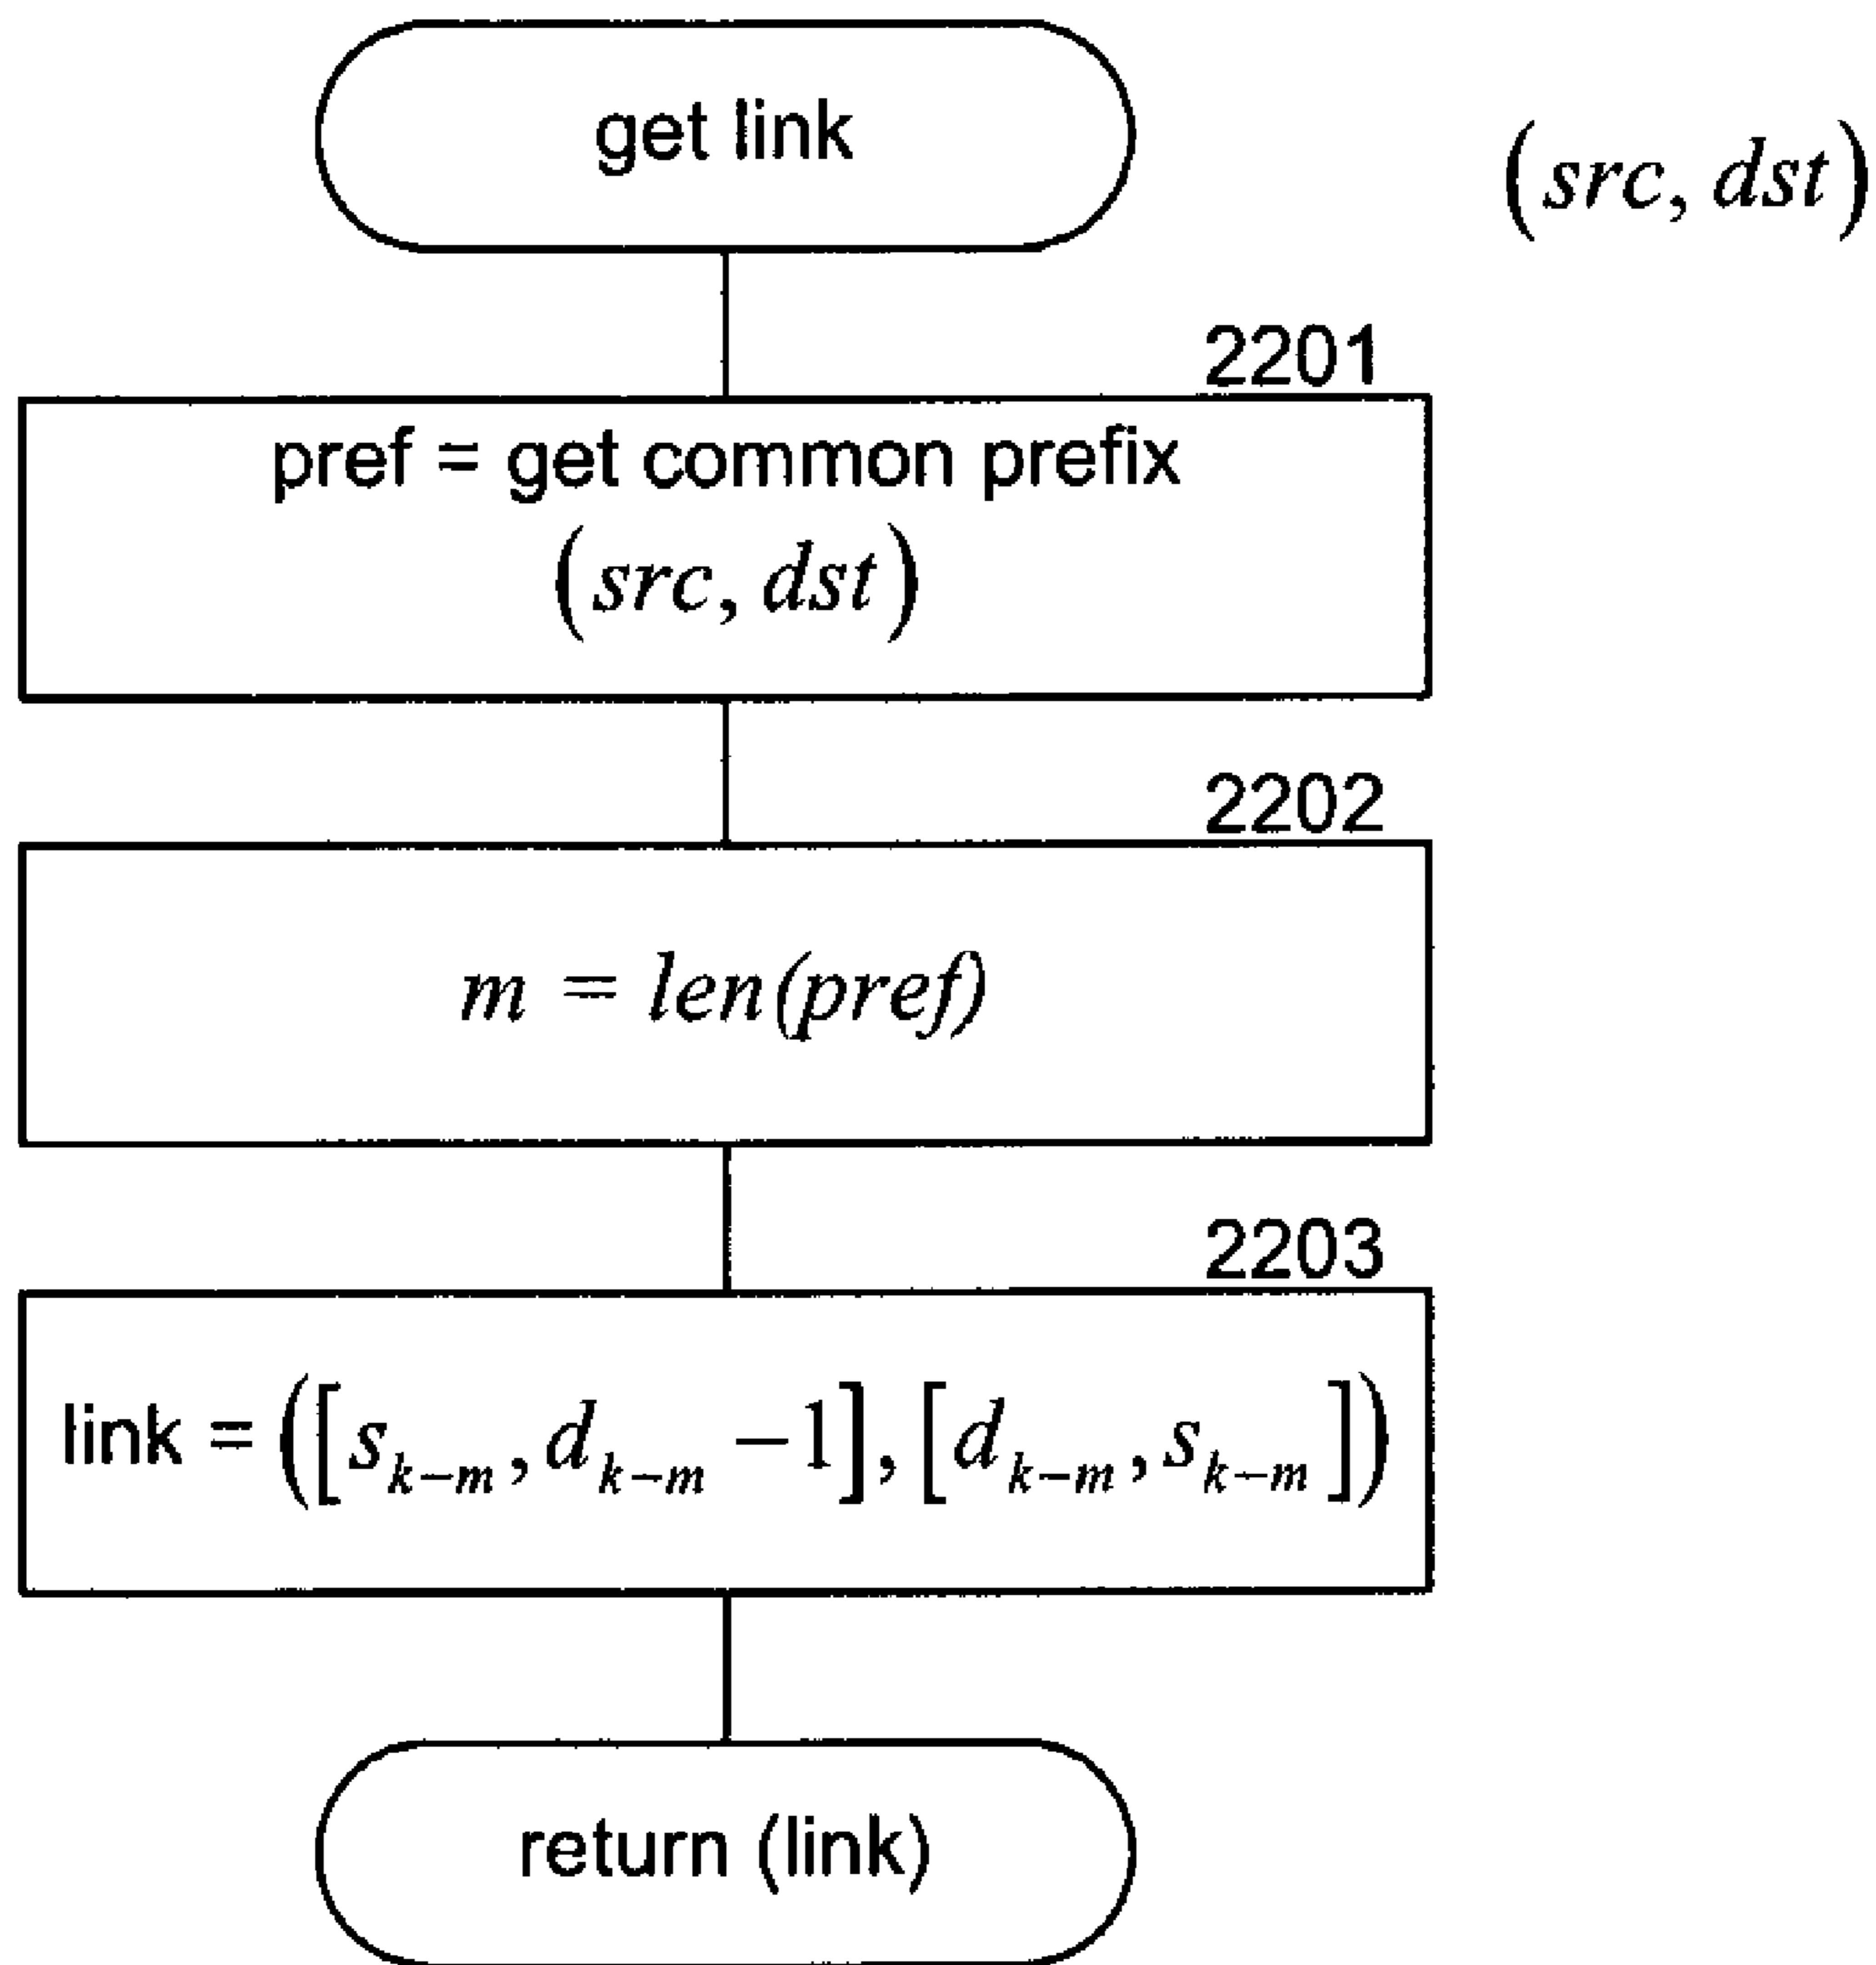 get link
(src, dst)
2201
pref = get common prefix
(src, dst)
2202
m = len(pref)
2203
link = ([s_{k-m}, d_{k-m} -1], [d_{k-m}, s_{k-m}])
return (link)